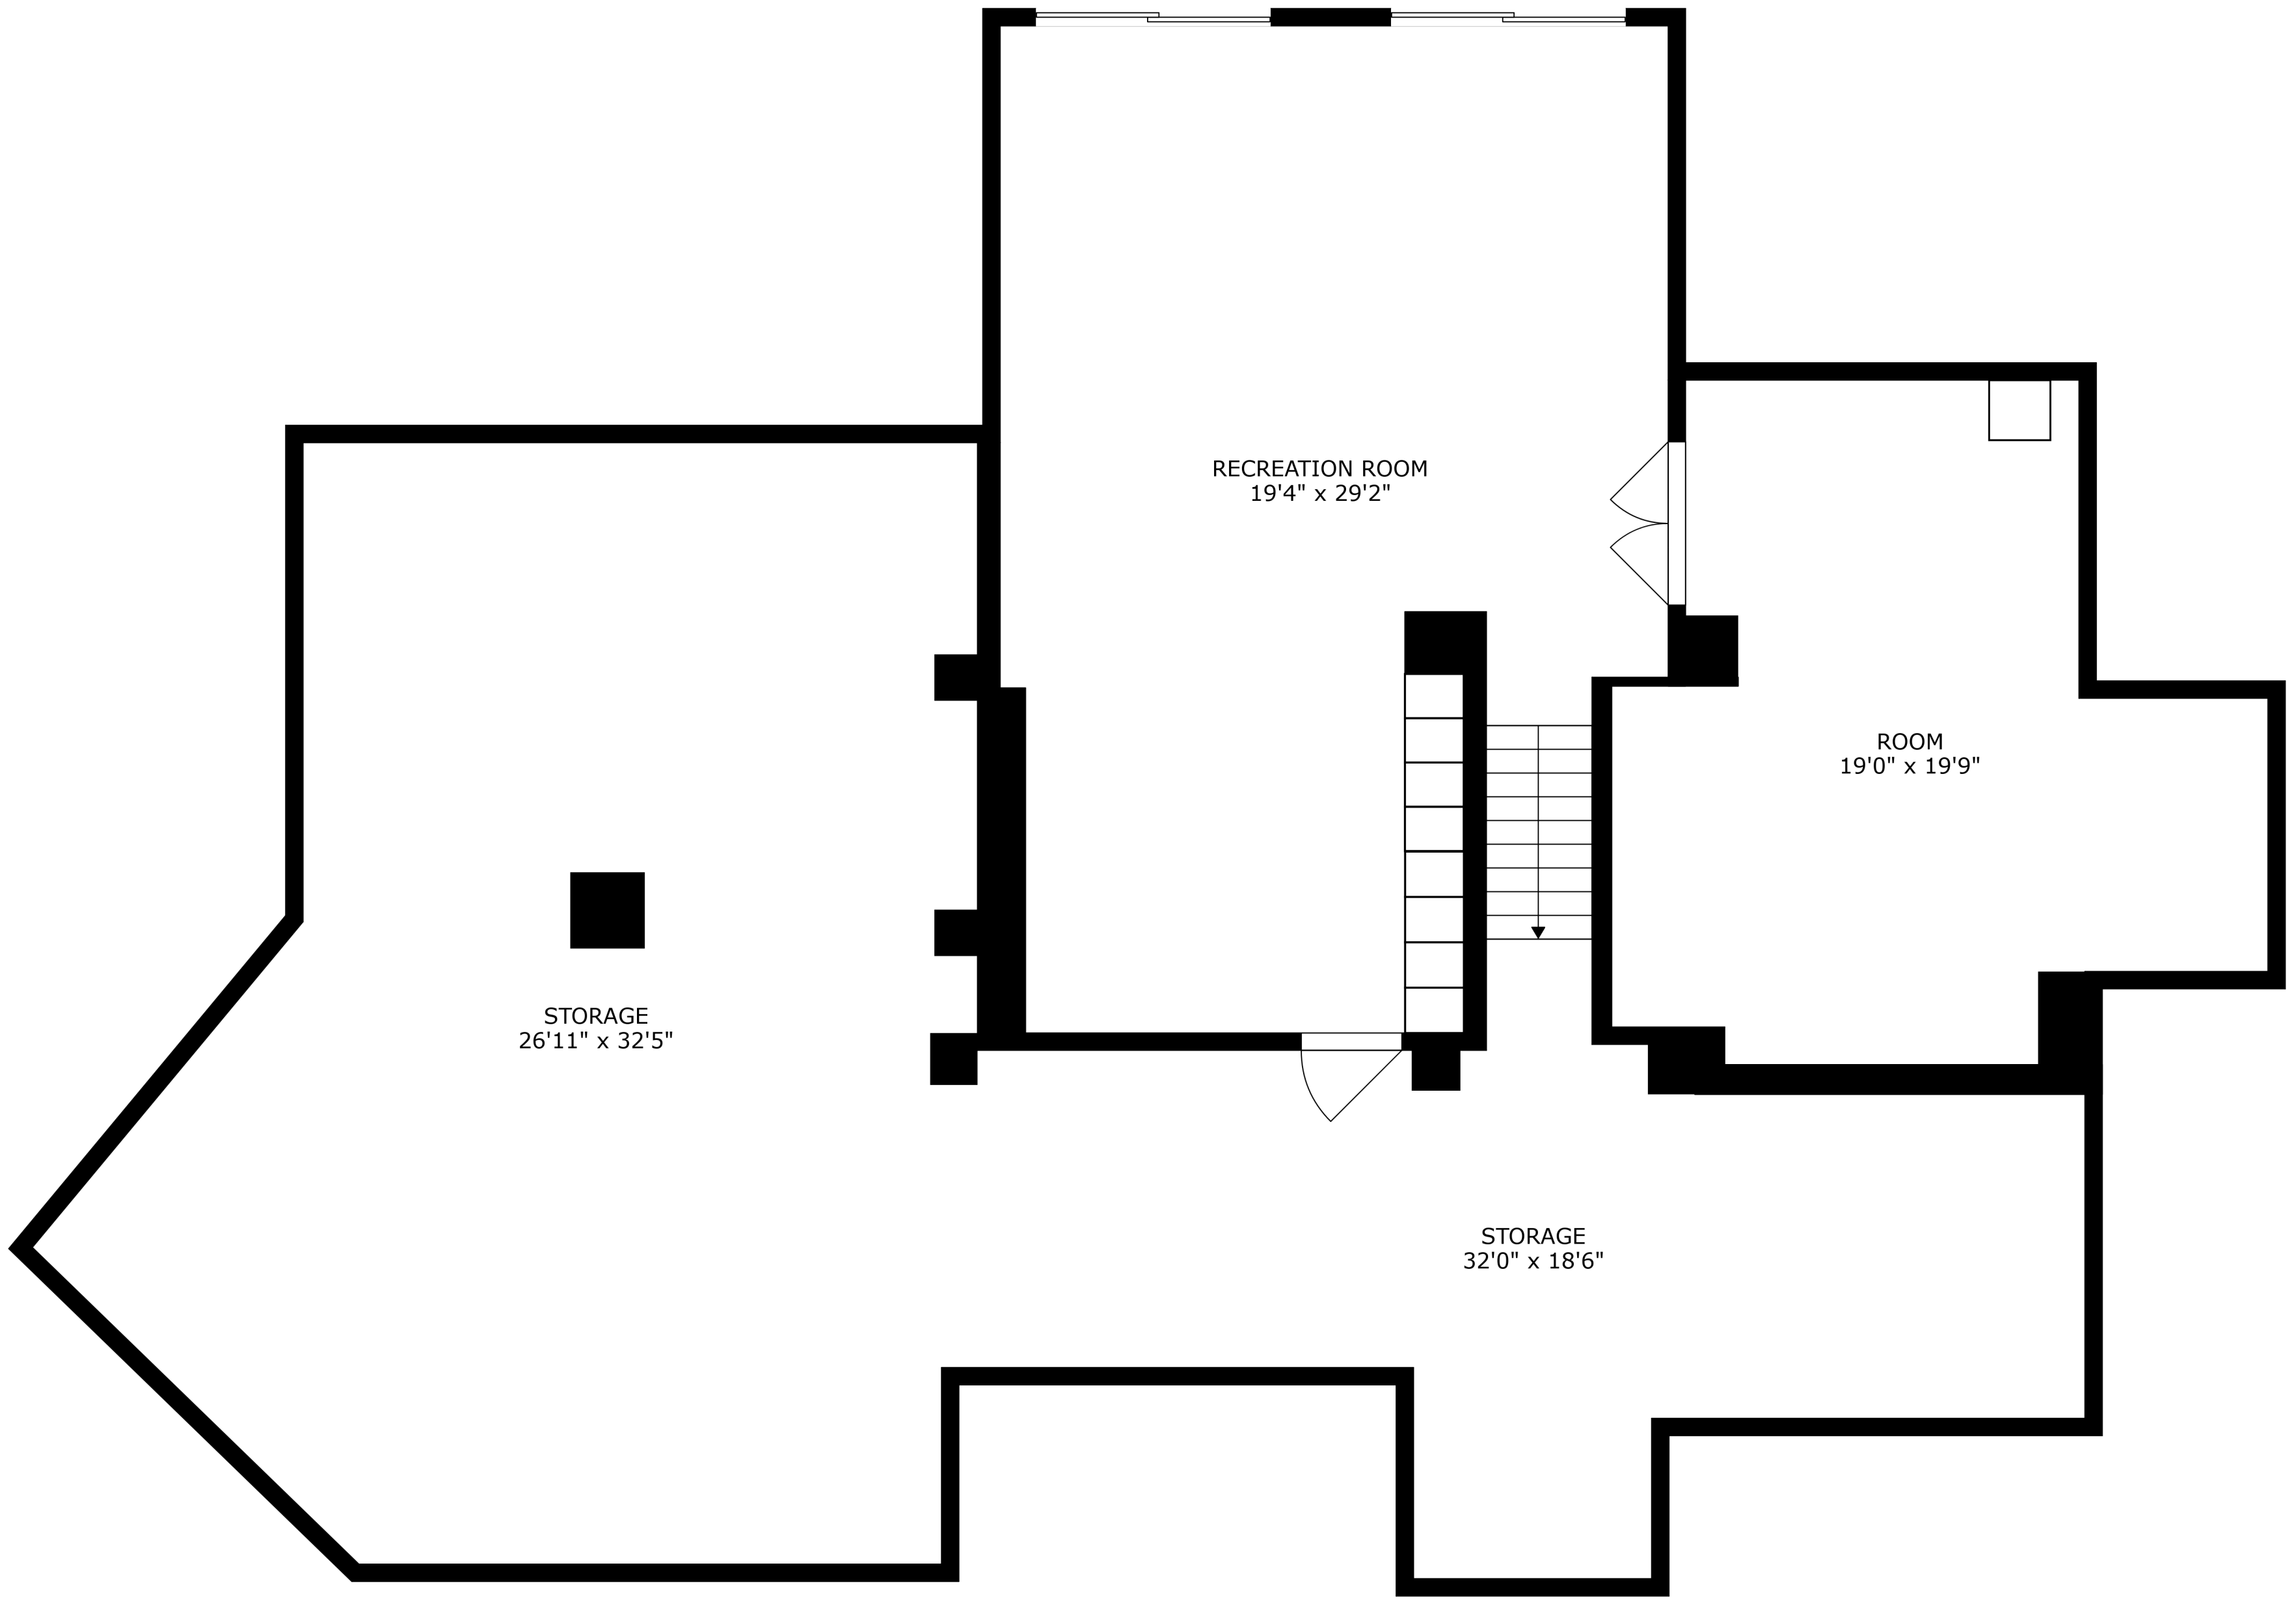 RECREATION ROOM
19'4" x 29'2"
ROOM
19'0" x 19'9"
STORAGE
26'11" x 32'5"
STORAGE
32'0" x 18'6"